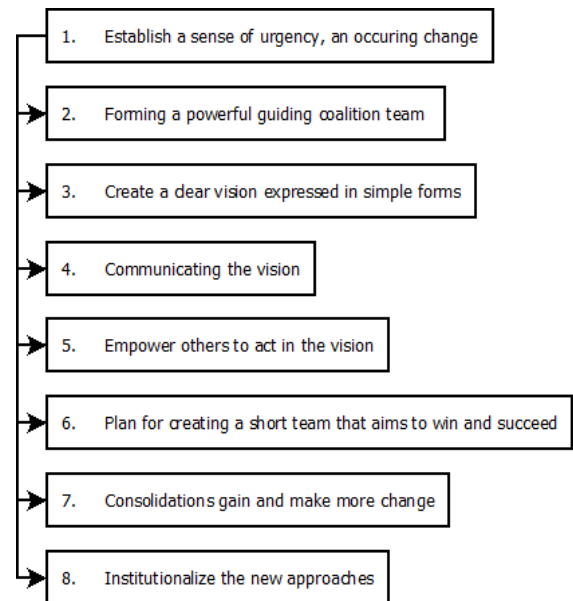 1. Establish a sense of urgency, an occuring change
2. Forming a powerful guiding coalition team
3. Create a clear vision expressed in simple forms
4. Communicating the vision
5. Empower others to act in the vision
6. Plan for creating a short team that aims to win and succeed
7. Consolidations gain and make more change
8. Institutionalize the new approaches